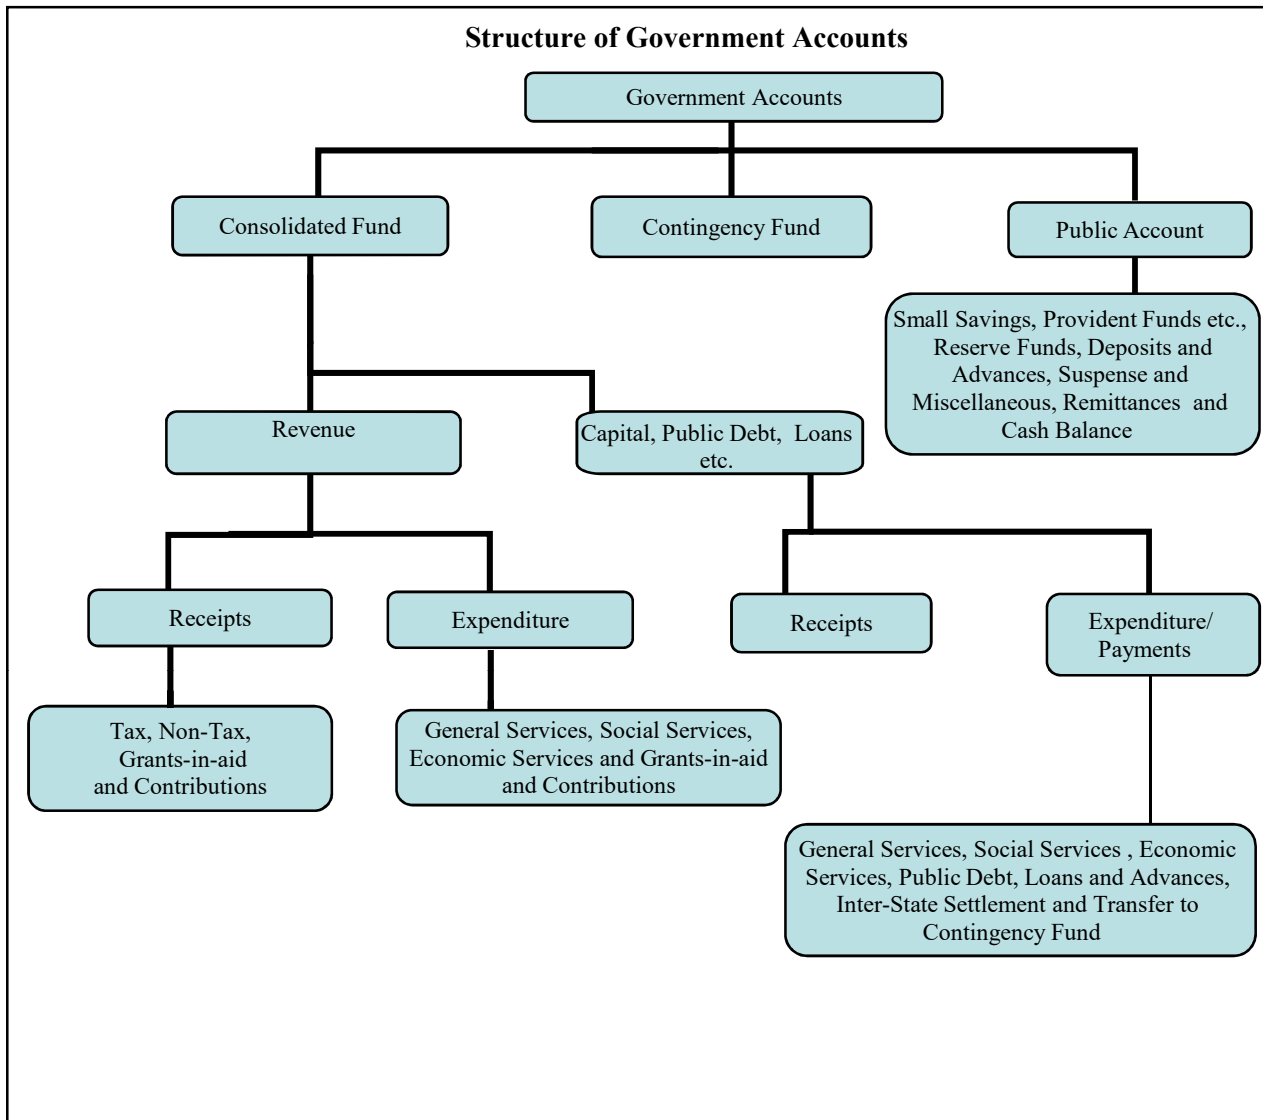 Structure of Government Accounts
Government Accounts
Consolidated Fund
Contingency Fund
Public Account
Small Savings, Provident Funds etc.,
Reserve Funds, Deposits and
Advances, Suspense and
Miscellaneous, Remittances and
Cash Balance
Revenue
Capital, Public Debt, Loans
etc.
Receipts
Expenditure
Receipts
Expenditure/
Payments
Tax, Non-Tax,
Grants-in-aid
and Contributions
General Services, Social Services,
Economic Services and Grants-in-aid
and Contributions
General Services, Social Services , Economic
Services, Public Debt, Loans and Advances,
Inter-State Settlement and Transfer to
Contingency Fund